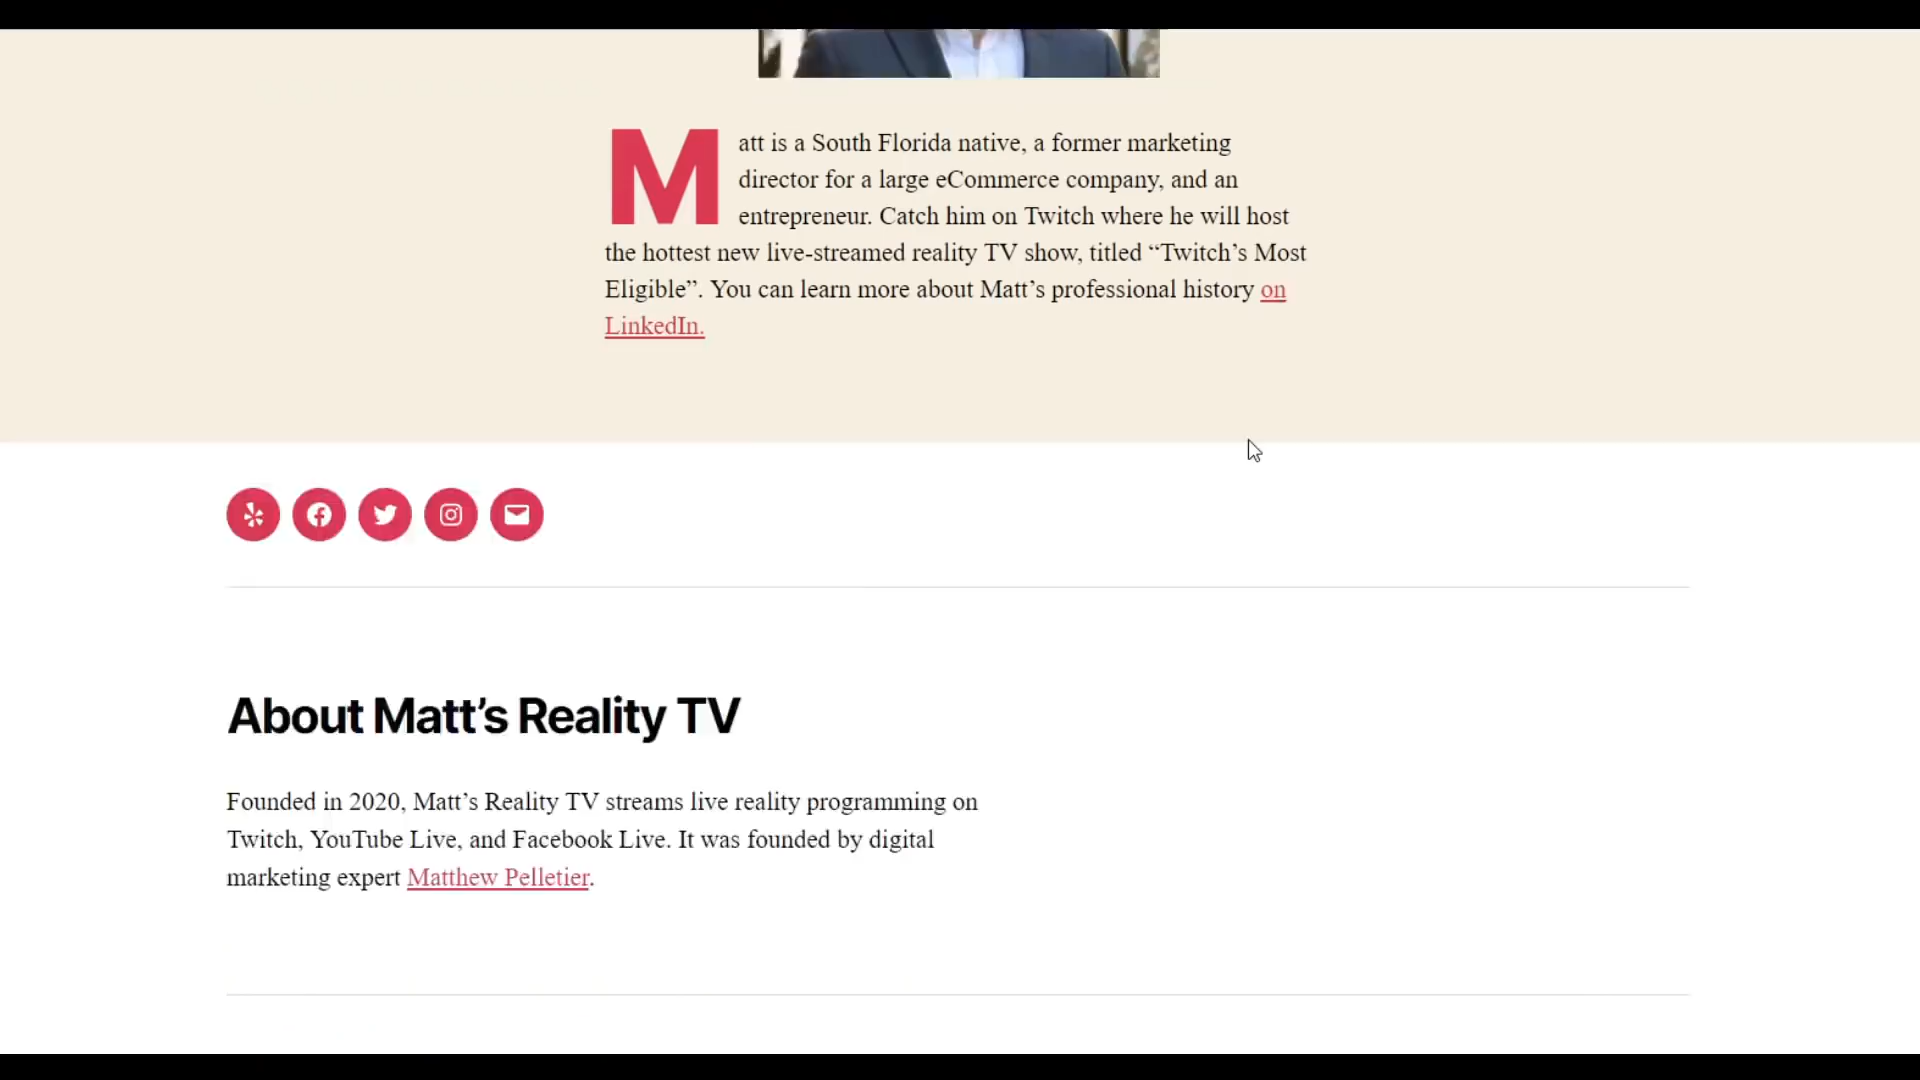 Matt is a South Florida native, a former marketing
director for a large eCommerce company, and an
entrepreneur. Catch him on Twitch where he will host
the hottest new live-streamed reality TV show, titled “Twitch’s Most
Eligible”. You can learn more about Matt’s professional history on
LinkedIn.
About Matt’s Reality TV
Founded in 2020, Matt’s Reality TV streams live reality programming on
Twitch, YouTube Live, and Facebook Live. It was founded by digital
marketing expert Matthew Pelletier.